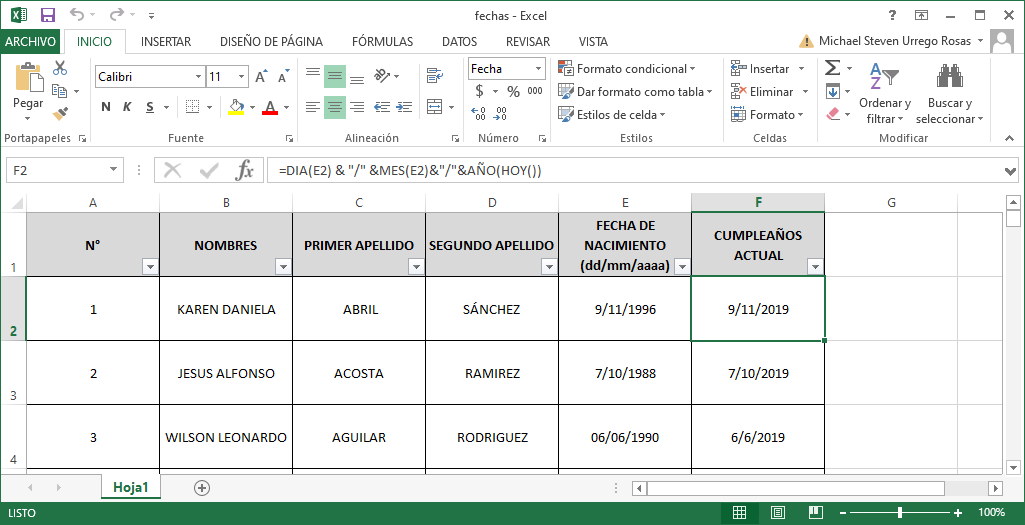 fechas - Excel
?
ARCHIVO INICIO INSERTAR DISEÑO DE PÁGINA FÓRMULAS DATOS REVISAR VISTA Michael Steven Urrego Rosas
Pegar
Portapapeles
Calibri 11
N K S
A A
A
Fuente
Alineación
Fecha
$ % 000
Número
Formato condicional
Dar formato como tabla
Estilos de celda
Estilos
Insertar
Eliminar
Formato
Celdas
Ordenar y filtrar
Buscar y seleccionar
Modificar
F2 fx =DIA(E2) & "/" &MES(E2)&"/"&AÑO(HOY())
A B C D E F G
1 N° NOMBRES PRIMER APELLIDO SEGUNDO APELLIDO FECHA DE NACIMIENTO (dd/mm/aaaa) CUMPLEAÑOS ACTUAL
2 1 KAREN DANIELA ABRIL SÁNCHEZ 9/11/1996 9/11/2019
3 2 JESUS ALFONSO ACOSTA RAMIREZ 7/10/1988 7/10/2019
4 3 WILSON LEONARDO AGUILAR RODRIGUEZ 06/06/1990 6/6/2019
Hoja1
LISTO 100%